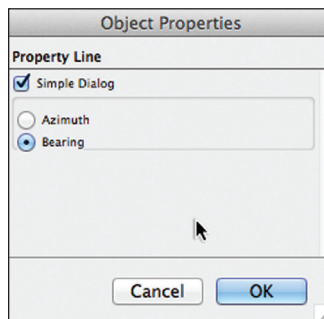 Object Properties
Property Line
Simple Dialog
Azimuth
Bearing
Cancel OK